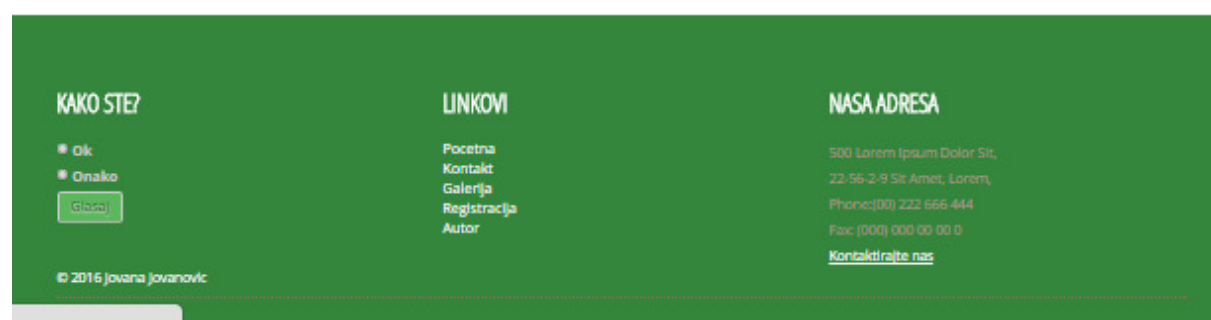 KAKO STE?
Ok
Onako
Glasaj
© 2016 Jovana Jovanovic
LINKOVI
Pocetna
Kontakt
Galerija
Registracija
Autor
NASA ADRESA
500 Lorem Ipsum Dolor Sit,
22-56-2-9 Sit Amet, Lorem,
Phone:(00) 222 666 444
Fax: (000) 000 00 00 0
Kontaktirajte nas